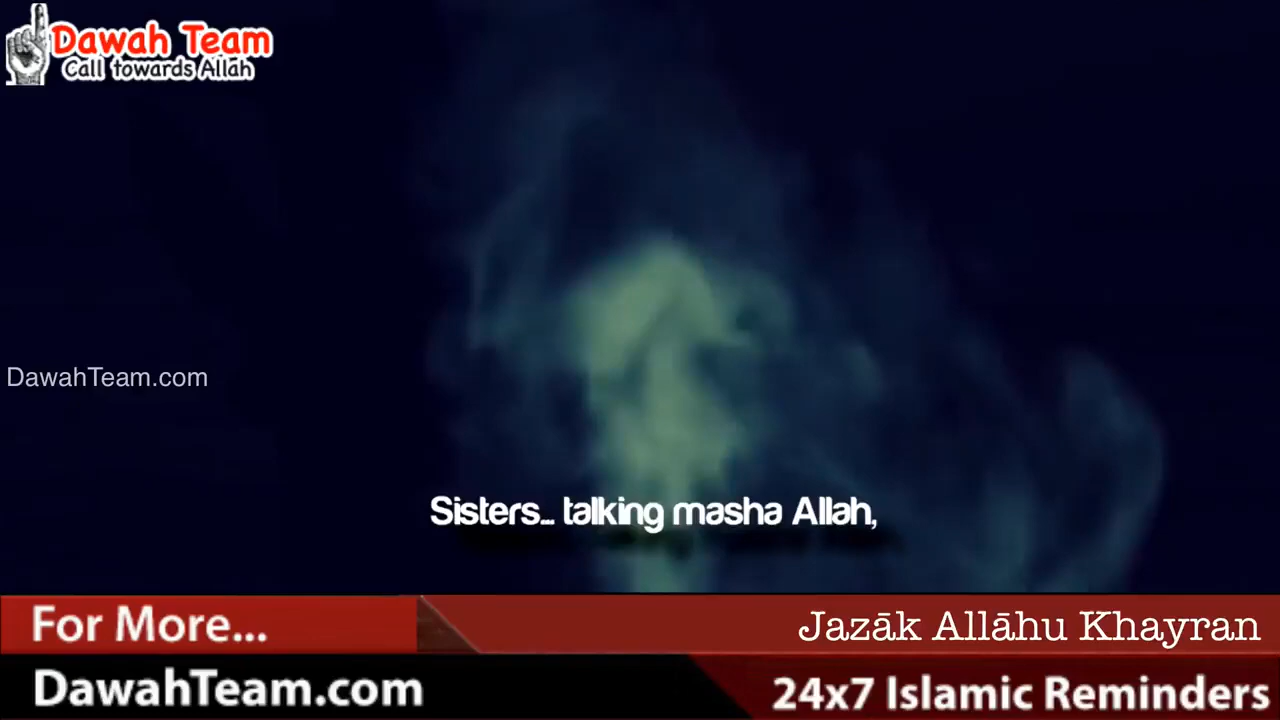 Dawah Team
Call towards Allāh
DawahTeam.com
Sisters... talking masha Allah,
For More...
Jazāk Allāhu Khayran
DawahTeam.com
24x7 Islamic Reminders